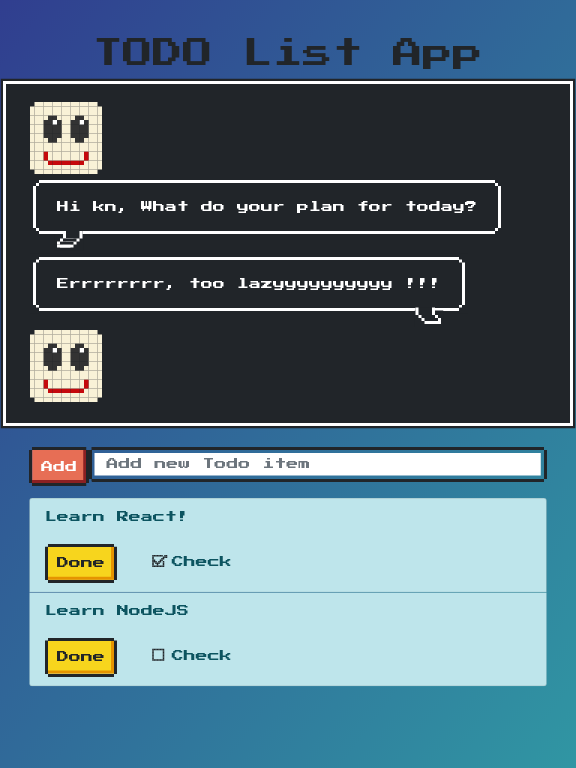 TODO List App
Hi kn, What do your plan for today?
Errrrrrrr, too lazyyyyyyyyyy !!!
Add
Add new Todo item
Learn React!
Done
Check
Learn NodeJS
Done
Check